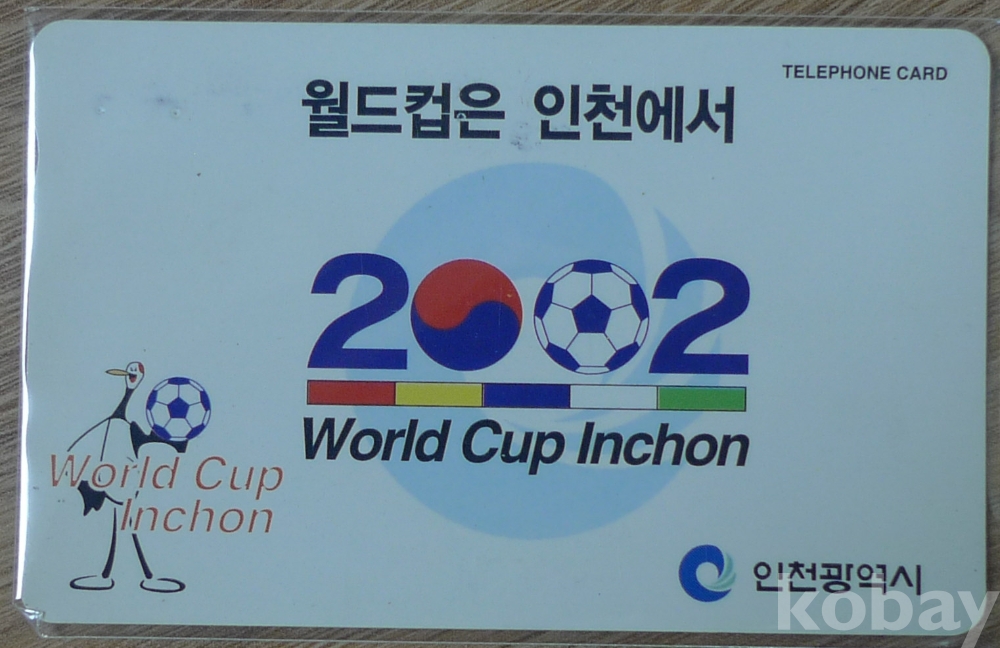 TELEPHONE CARD
월드컵은 인천에서
2002
World Cup Inchon
World Cup
Inchon
인천광역시
kobay